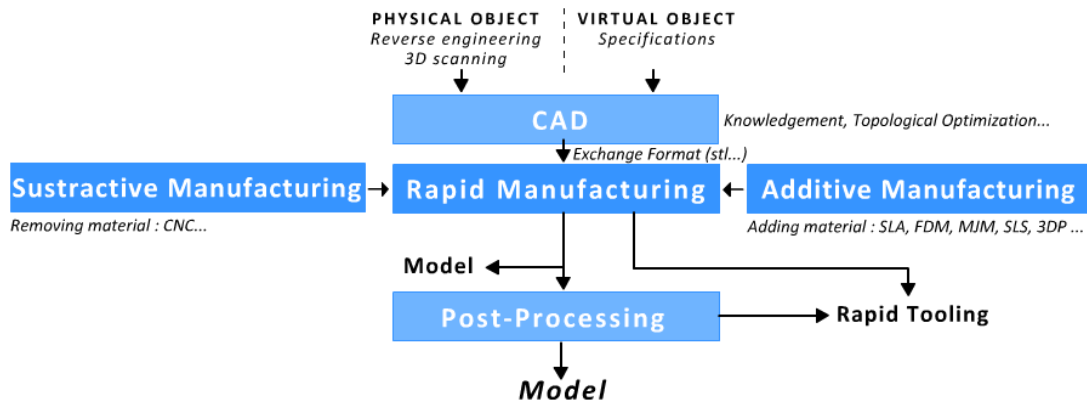 PHYSICAL OBJECT
Reverse engineering
3D scanning
VIRTUAL OBJECT
Specifications
CAD
Knowledgement, Topological Optimization...
Exchange Format (stl...)
Sustractive Manufacturing
Rapid Manufacturing
Additive Manufacturing
Removing material : CNC...
Adding material : SLA, FDM, MJM, SLS, 3DP ...
Model
Post-Processing
Rapid Tooling
Model